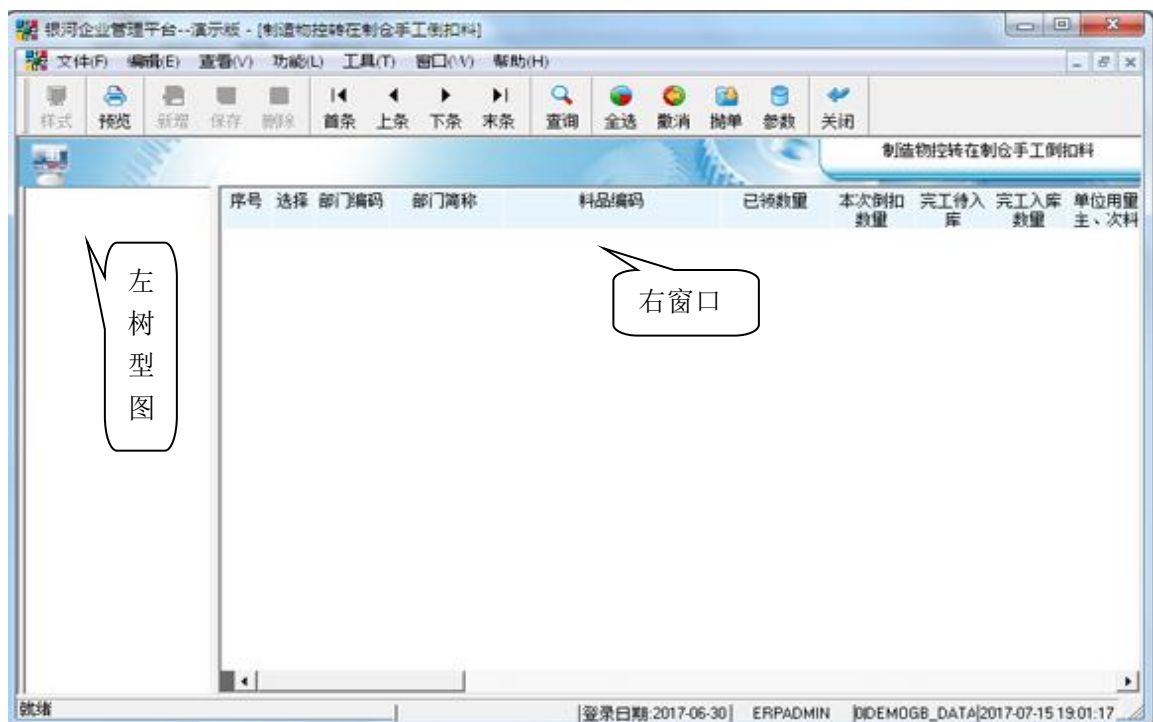 银河企业管理平台--演示版 - [制造物控转在制仓手工倒扣料]
文件(F) 编辑(E) 查看(V) 功能(L) 工具(T) 窗口(W) 帮助(H)
样式 预览 新增 保存 删除 首条 上条 下条 末条 查询 全选 撤消 抛单 参数 关闭
制造物控转在制仓手工倒扣料
序号 选择 部门编码 部门简称 料品编码 已领数量 本次倒扣数量 完工待入库 完工入库数量 单位用量主、次料
左树型图
右窗口
就绪 登录日期:2017-06-30 ERPADMIN DIDEMOGB_DATA 2017-07-15 19:01:17